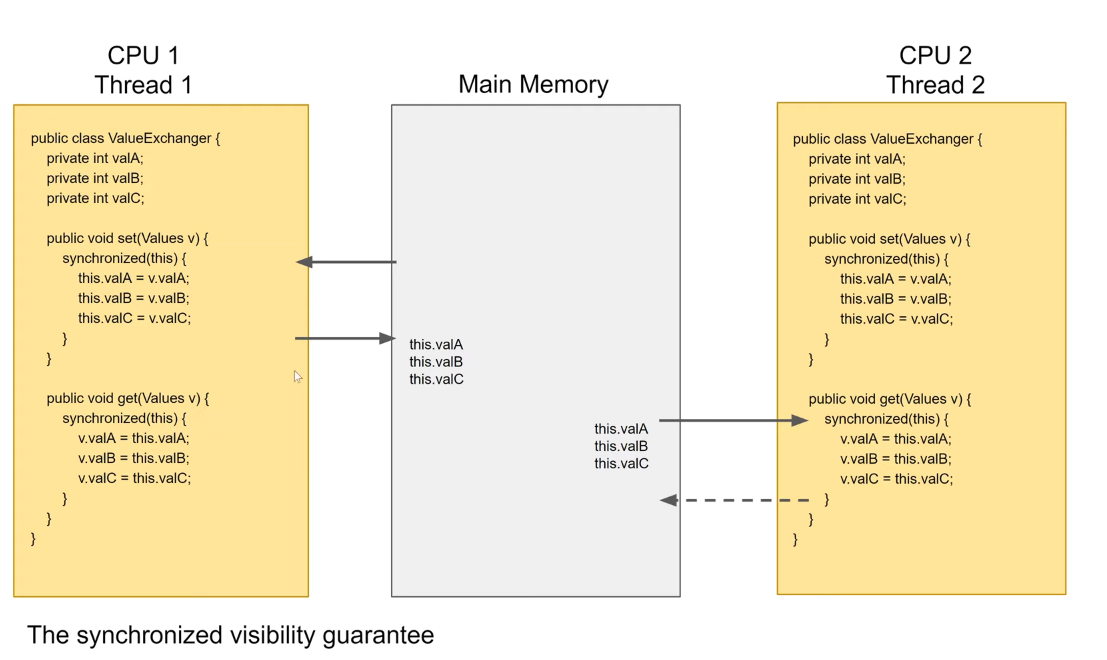 CPU 1
Thread 1
public class ValueExchanger {
private int valA;
private int valB;
private int valC;
public void set(Values v) {
synchronized(this) {
this.valA = v.valA;
this.valB = v.valB;
this.valC = v.valC;
}
}
public void get(Values v) {
synchronized(this) {
v.valA = this.valA;
v.valB = this.valB;
v.valC = this.valC;
}
}
}
Main Memory
this.valA
this.valB
this.valC
this.valA
this.valB
this.valC
CPU 2
Thread 2
public class ValueExchanger {
private int valA;
private int valB;
private int valC;
public void set(Values v) {
synchronized(this) {
this.valA = v.valA;
this.valB = v.valB;
this.valC = v.valC;
}
}
public void get(Values v) {
synchronized(this) {
v.valA = this.valA;
v.valB = this.valB;
v.valC = this.valC;
}
}
}
The synchronized visibility guarantee